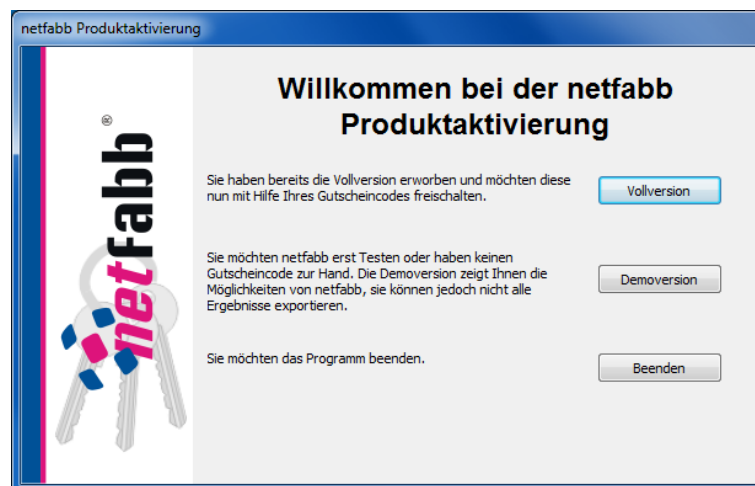 netfabb Produktaktivierung
Willkommen bei der netfabb
Produktaktivierung
netfabb®
Sie haben bereits die Vollversion erworben und möchten diese
nun mit Hilfe Ihres Gutscheincodes freischalten.
Vollversion
Sie möchten netfabb erst Testen oder haben keinen
Gutscheincode zur Hand. Die Demoversion zeigt Ihnen die
Möglichkeiten von netfabb, sie können jedoch nicht alle
Ergebnisse exportieren.
Demoversion
Sie möchten das Programm beenden.
Beenden